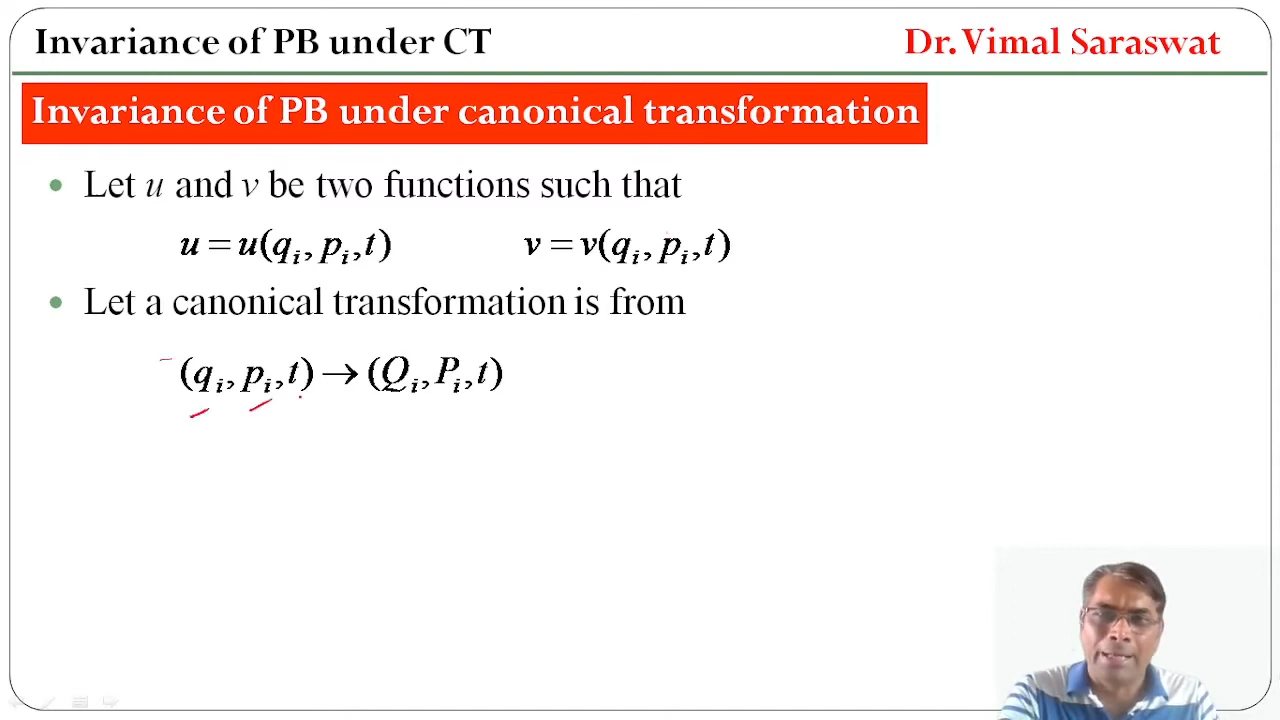 Invariance of PB under CT
Dr. Vimal Saraswat
Invariance of PB under canonical transformation
• Let u and v be two functions such that
u = u(qᵢ, pᵢ, t) v = v(qᵢ, pᵢ, t)
• Let a canonical transformation is from
(qᵢ, pᵢ, t) → (Qᵢ, Pᵢ, t)